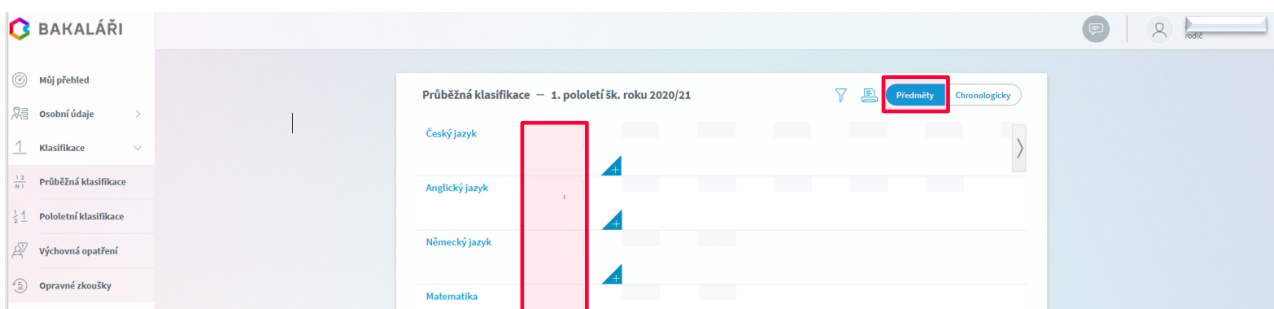 BAKALÁŘI
rodič
Můj přehled
Osobní údaje
Klasifikace
Průběžná klasifikace
Pololetní klasifikace
Výchovná opatření
Opravné zkoušky
Průběžná klasifikace — 1. pololetí šk. roku 2020/21
Předměty
Chronologicky
Český jazyk
Anglický jazyk
1
Německý jazyk
Matematika